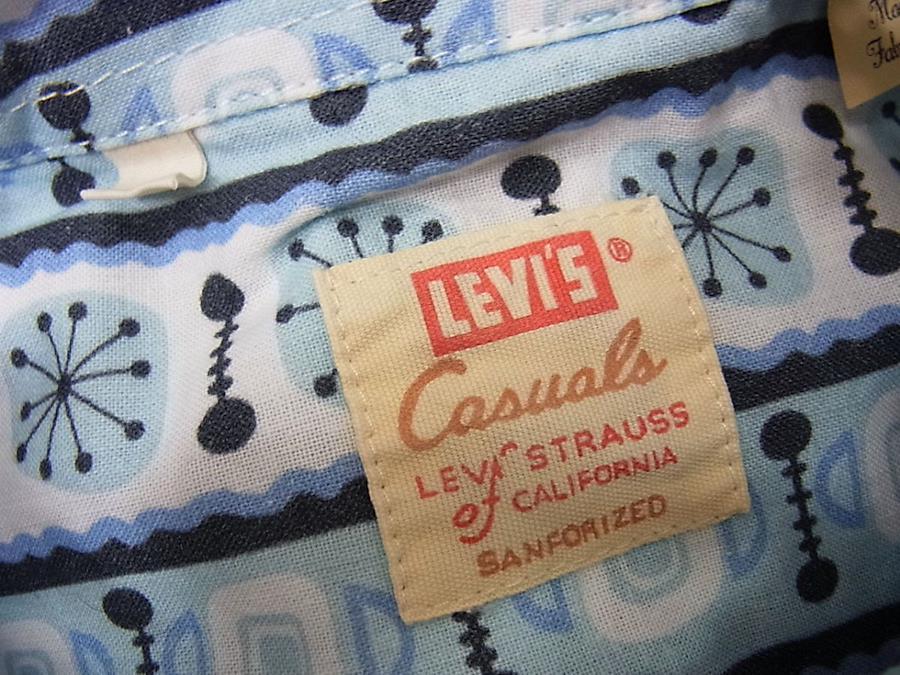 LEVI'S®
Casuals
LEVI STRAUSS
of CALIFORNIA
SANFORIZED